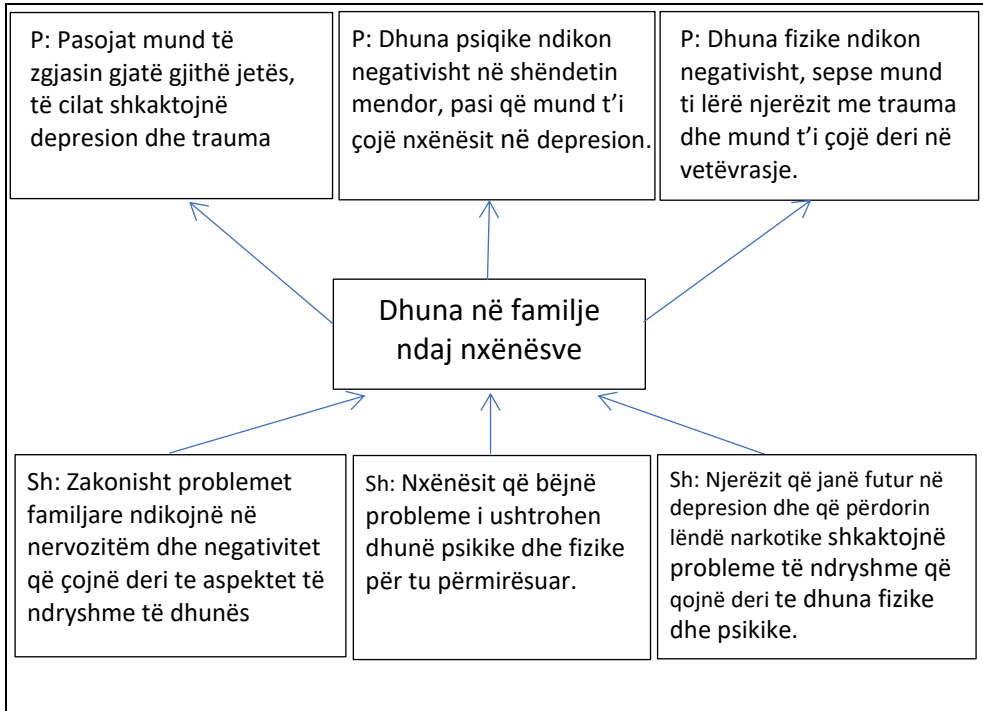 P: Pasojat mund të
zgjasin gjatë gjithë jetës,
të cilat shkaktojnë
depresion dhe trauma
P: Dhuna psiqike ndikon
negativisht në shëndetin
mendor, pasi që mund t’i
çojë nxënësit në depresion.
P: Dhuna fizike ndikon
negativisht, sepse mund
ti lërë njerëzit me trauma
dhe mund t’i çojë deri në
vetëvrasje.
Dhuna në familje
ndaj nxënësve
Sh: Zakonisht problemet
familjare ndikojnë në
nervozitëm dhe negativitet
që çojnë deri te aspektet të
ndryshme të dhunës
Sh: Nxënësit që bëjnë
probleme i ushtrohen
dhunë psikike dhe fizike
për tu përmirësuar.
Sh: Njerëzit që janë futur në
depresion dhe që përdorin
lëndë narkotike shkaktojnë
probleme të ndryshme që
qojnë deri te dhuna fizike
dhe psikike.